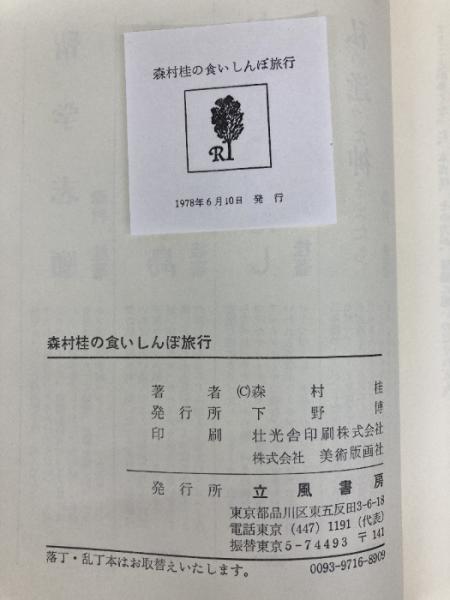 森村桂の食いしんぼ旅行
R
1978年6月10日 発行
森村桂の食いしんぼ旅行
著者 (C)森村桂
発行所 下野博
印刷 壮光舎印刷株式会社
株式会社 美術版画社
発行所 立風書房
東京都品川区東五反田3-6-18
電話東京 (447) 1191 (代表)
振替東京5-74493 〒141
落丁・乱丁本はお取替えいたします。 0093-9716-8909